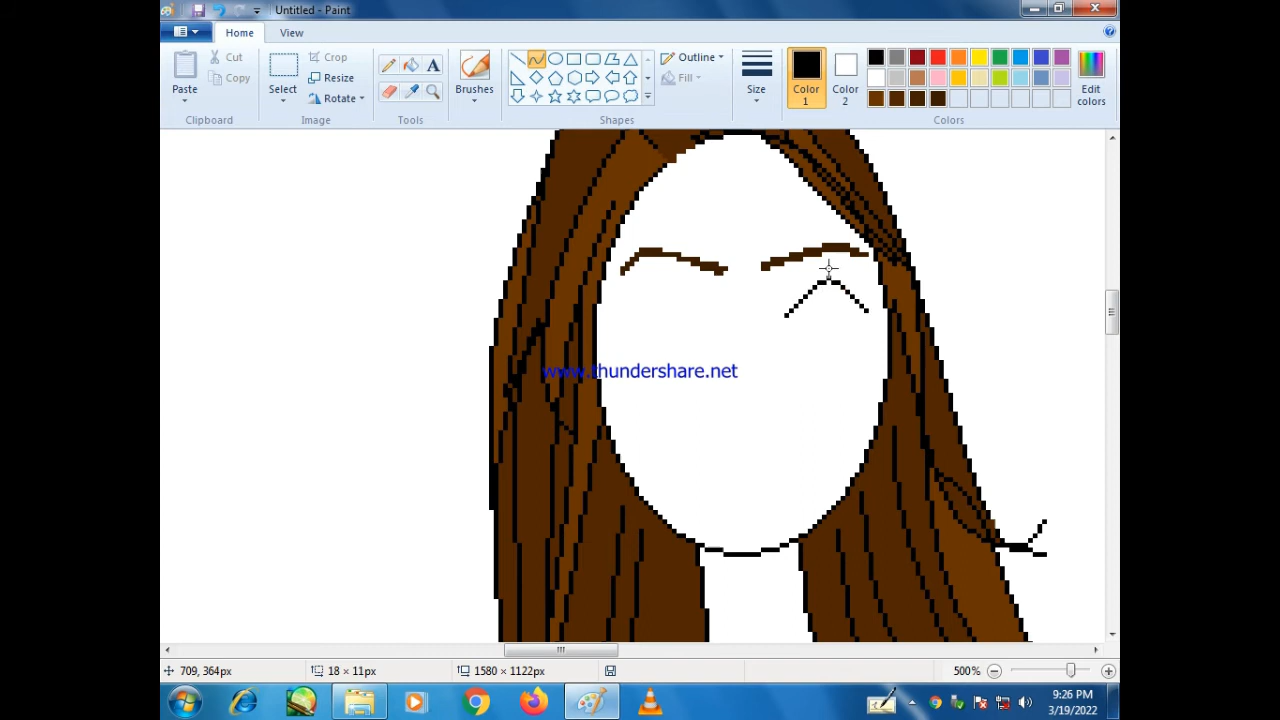 Untitled - Paint
Home View
Paste
Cut
Copy
Clipboard
Select
Crop
Resize
Rotate
Image
A
Tools
Brushes
Shapes
Outline
Fill
Size
Color 1
Color 2
Edit colors
Colors
www.thundershare.net
709, 364px 18 × 11px 1580 × 1122px 500%
9:26 PM
3/19/2022